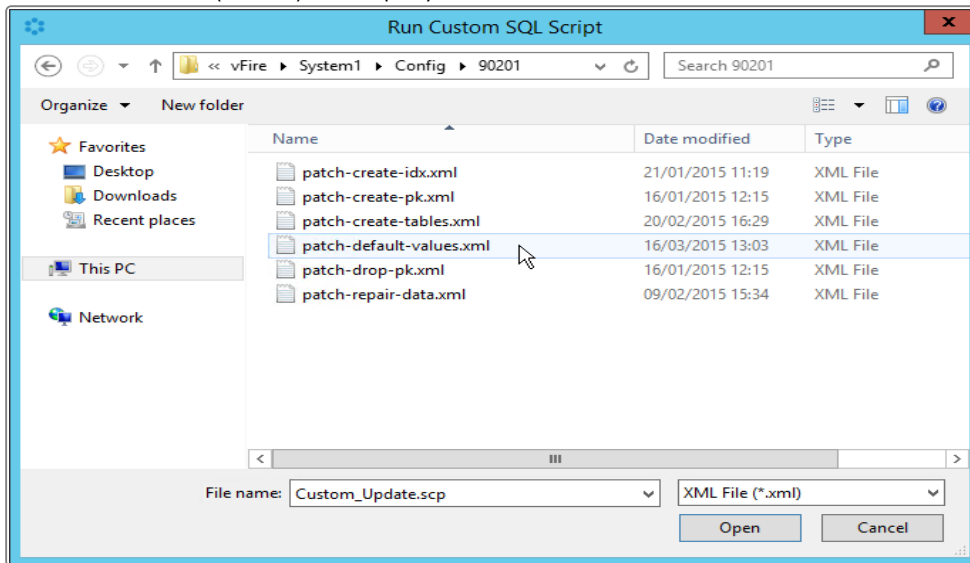 Run Custom SQL Script
x
« vFire ▸ System1 ▸ Config ▸ 90201 Search 90201
Organize ▾ New folder
Name Date modified Type
Favorites
Desktop
Downloads
Recent places
This PC
Network
patch-create-idx.xml 21/01/2015 11:19 XML File
patch-create-pk.xml 16/01/2015 12:15 XML File
patch-create-tables.xml 20/02/2015 16:29 XML File
patch-default-values.xml 16/03/2015 13:03 XML File
patch-drop-pk.xml 16/01/2015 12:15 XML File
patch-repair-data.xml 09/02/2015 15:34 XML File
File name: Custom_Update.scp XML File (*.xml)
Open Cancel